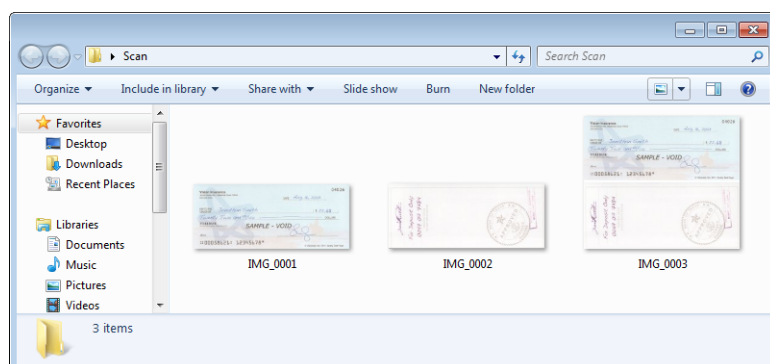 Scan
Search Scan
Organize
Include in library
Share with
Slide show
Burn
New folder
Favorites
Desktop
Downloads
Recent Places
Libraries
Documents
Music
Pictures
Videos
SAMPLE - VOID
SAMPLE - VOID
IMG_0001
IMG_0002
IMG_0003
3 items